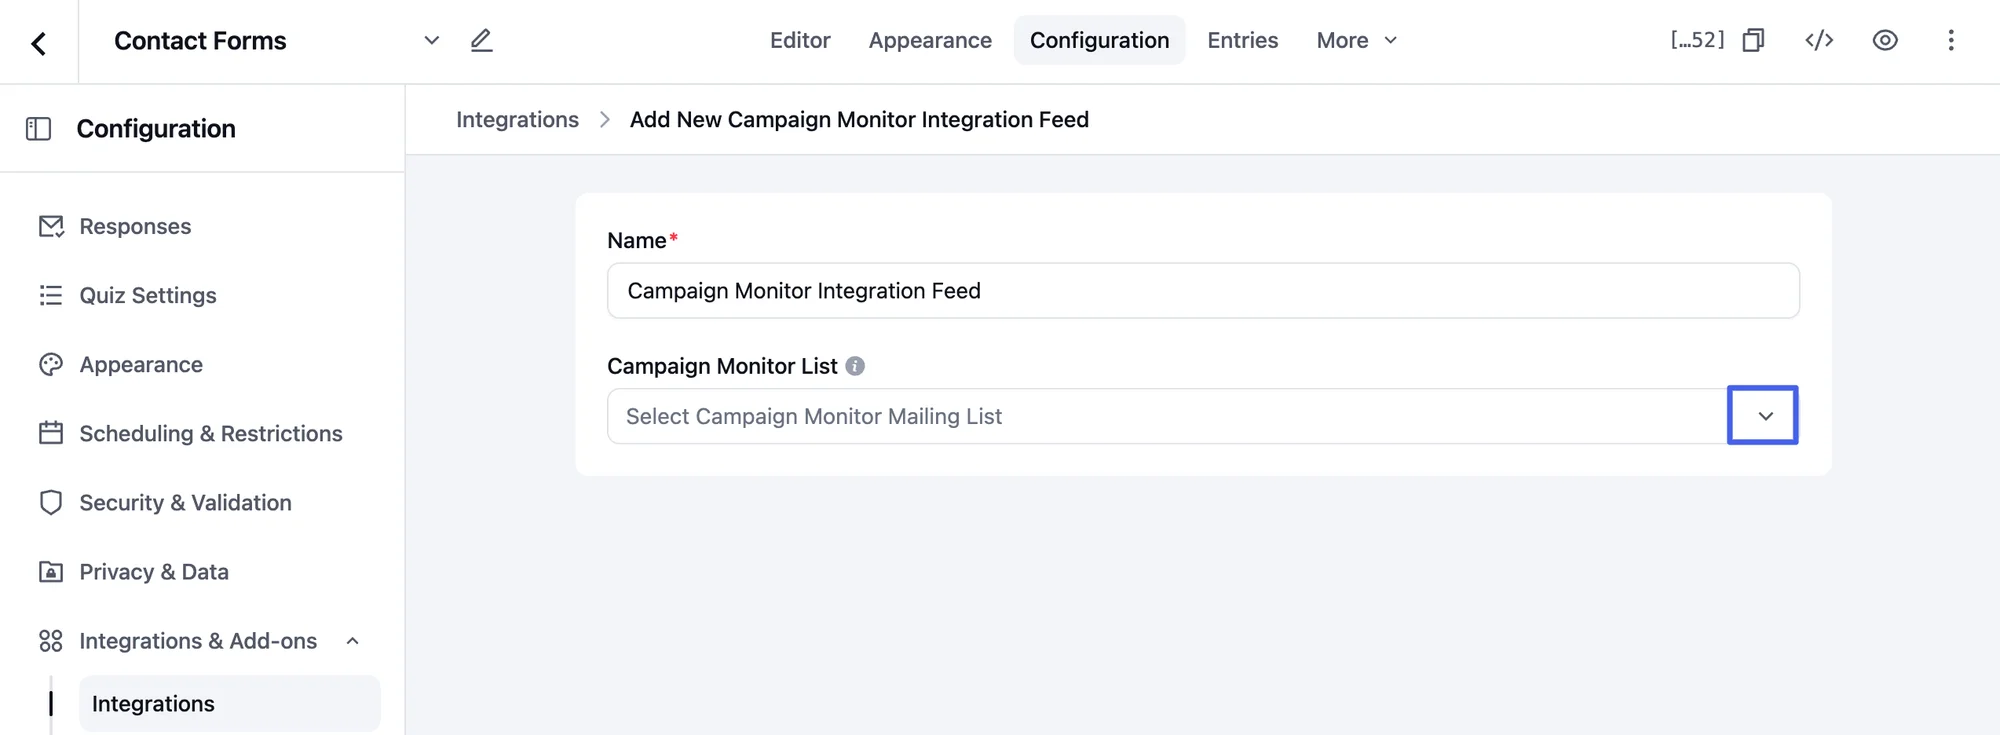 Contact Forms
Editor Appearance Configuration Entries More
[…52] </>
Configuration
Integrations > Add New Campaign Monitor Integration Feed
Responses
Quiz Settings
Appearance
Scheduling & Restrictions
Security & Validation
Privacy & Data
Integrations & Add-ons
Integrations
Name*
Campaign Monitor Integration Feed
Campaign Monitor List
Select Campaign Monitor Mailing List